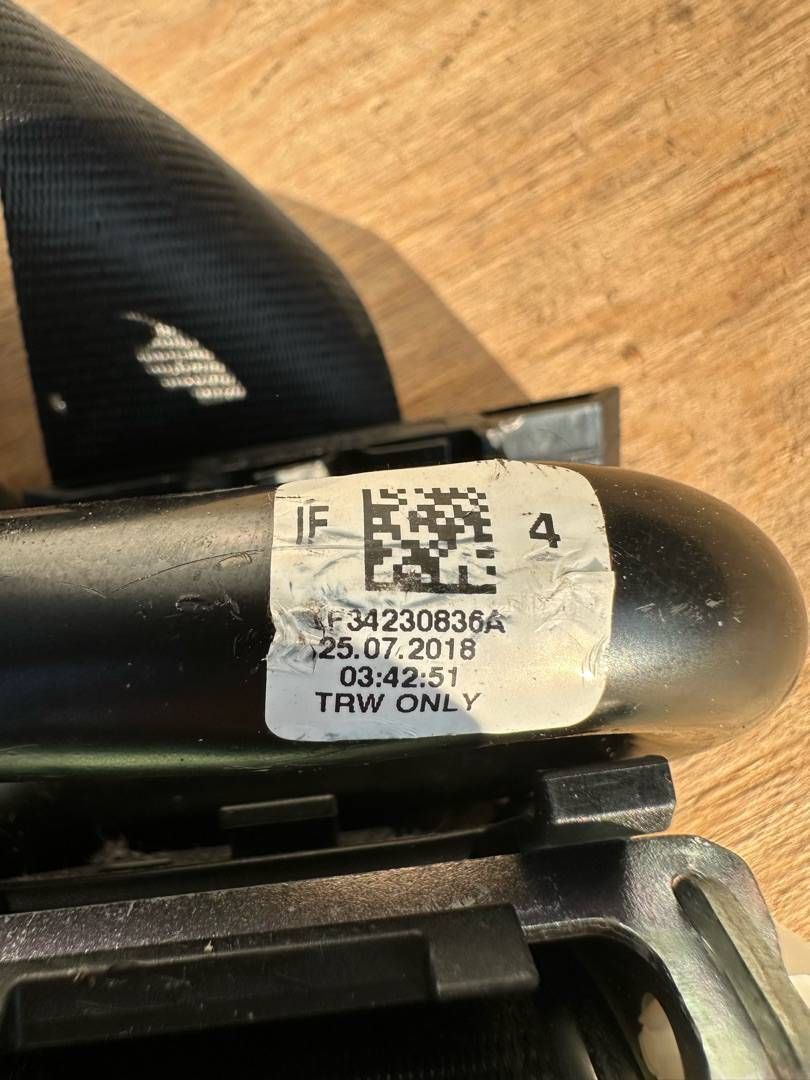 IF 4
F34230836A
25.07.2018
03:42:51
TRW ONLY